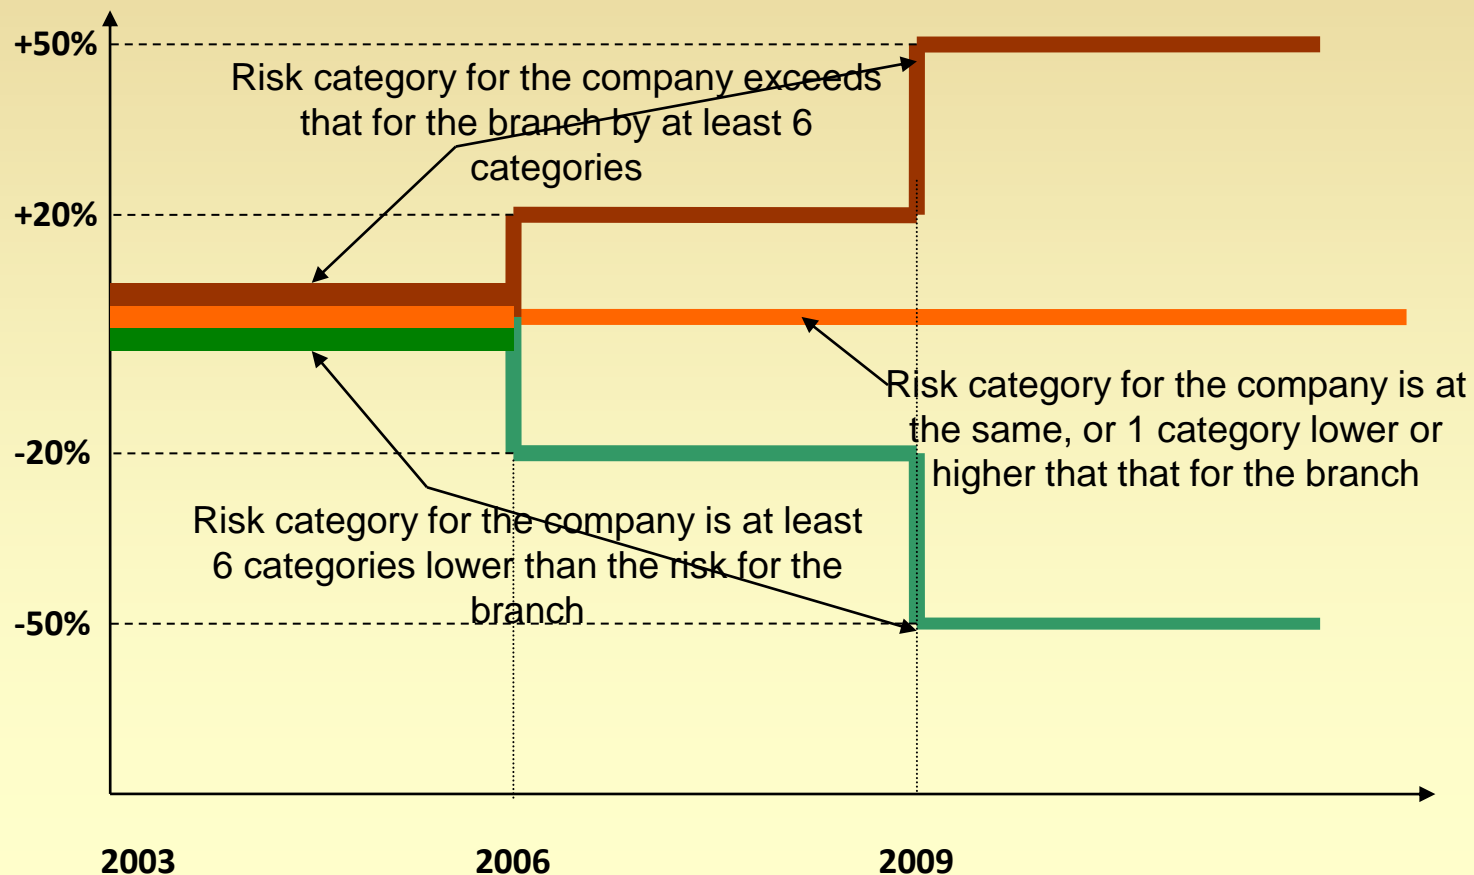 +50%
Risk category for the company exceeds
that for the branch by at least 6
categories
+20%
Risk category for the company is at
the same, or 1 category lower or
higher that that for the branch
-20%
Risk category for the company is at least
6 categories lower than the risk for the
branch
-50%
2003
2006
2009